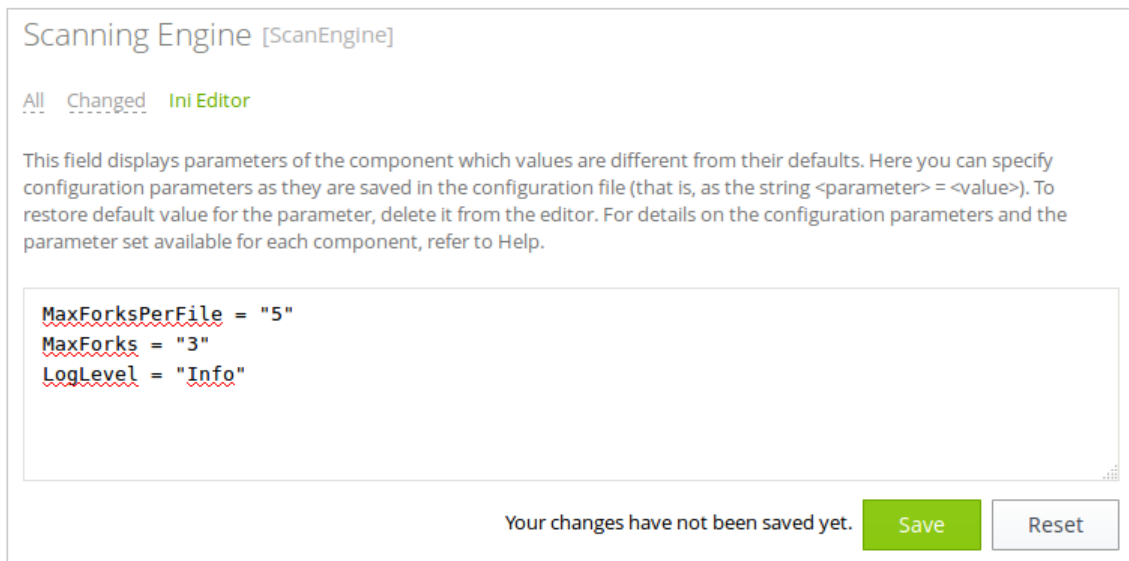 Scanning Engine [ScanEngine]
All Changed Ini Editor
This field displays parameters of the component which values are different from their defaults. Here you can specify
configuration parameters as they are saved in the configuration file (that is, as the string <parameter> = <value>). To
restore default value for the parameter, delete it from the editor. For details on the configuration parameters and the
parameter set available for each component, refer to Help.
MaxForksPerFile = "5"
MaxForks = "3"
LogLevel = "Info"
Your changes have not been saved yet. Save Reset